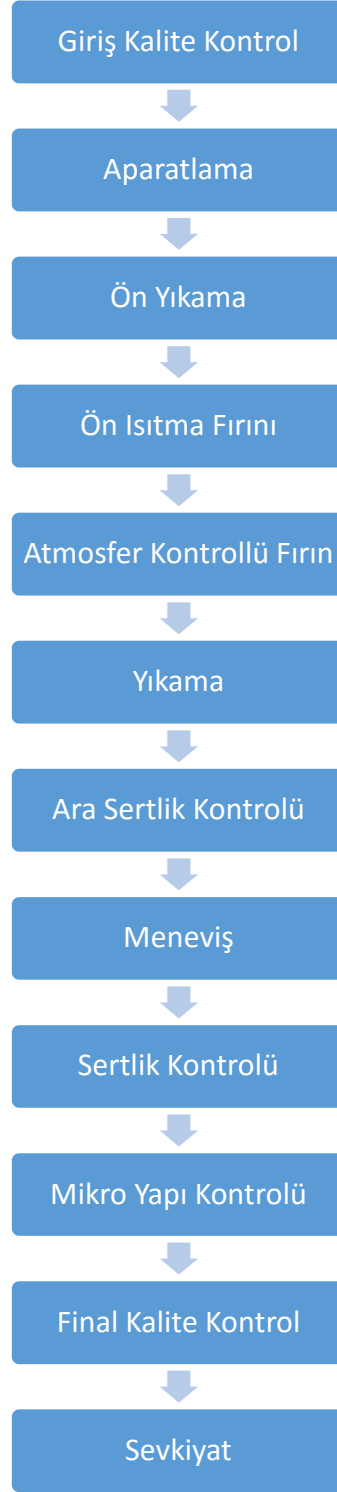 Giriş Kalite Kontrol
Aparatlama
Ön Yıkama
Ön Isıtma Fırını
Atmosfer Kontrollü Fırın
Yıkama
Ara Sertlik Kontrolü
Meneviş
Sertlik Kontrolü
Mikro Yapı Kontrolü
Final Kalite Kontrol
Sevkiyat